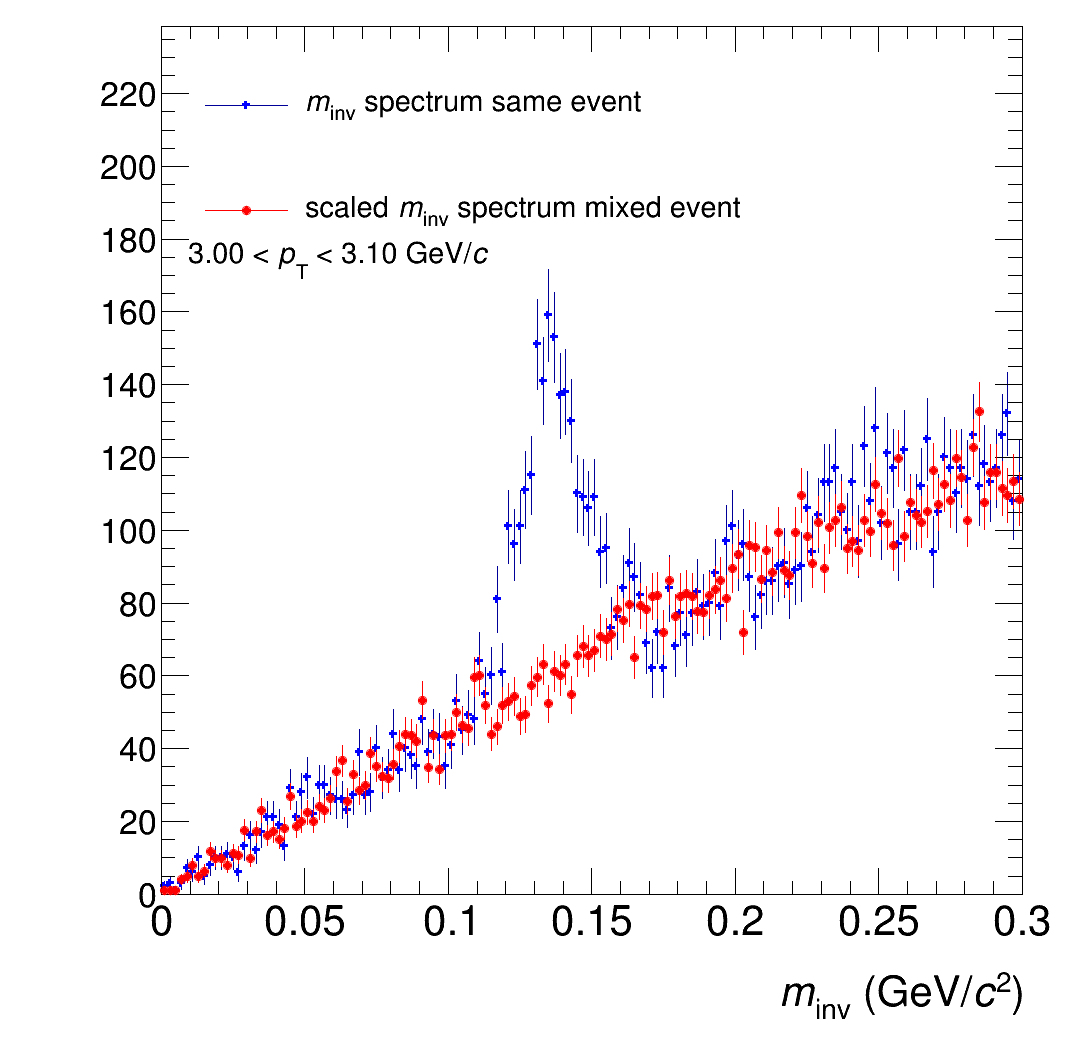 m_inv spectrum same event
scaled m_inv spectrum mixed event
3.00 < p_T < 3.10 GeV/c
220
200
180
160
140
120
100
80
60
40
20
0
0 0.05 0.1 0.15 0.2 0.25 0.3
m_inv (GeV/c²)